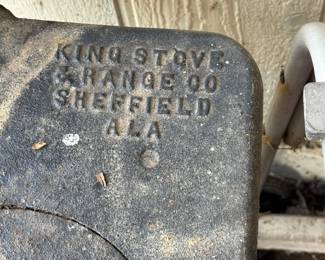 KING STOVE
& RANGE CO
SHEFFIELD
ALA